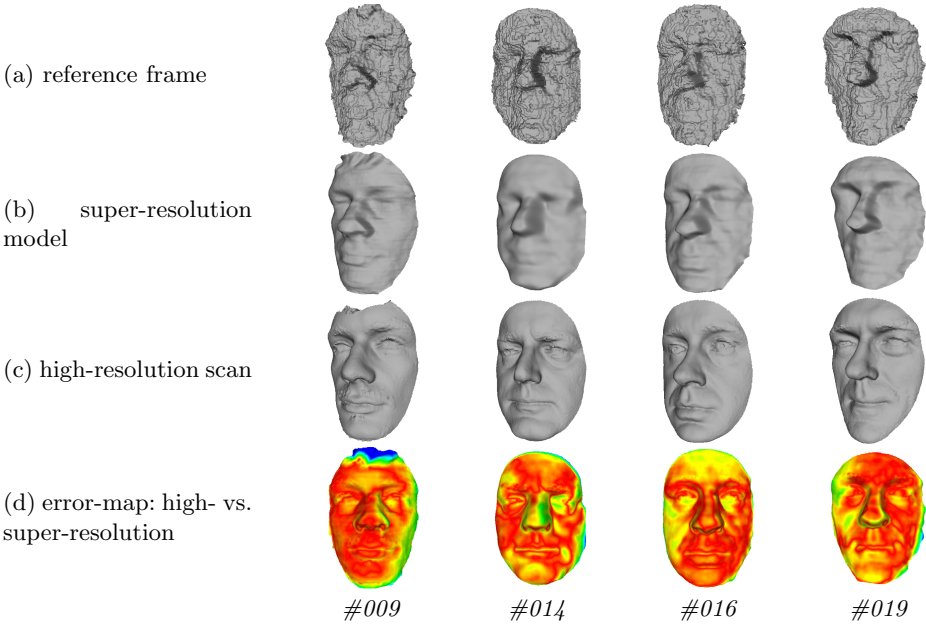 (a) reference frame
(b) super-resolution
model
(c) high-resolution scan
(d) error-map: high- vs.
super-resolution
#009 #014 #016 #019